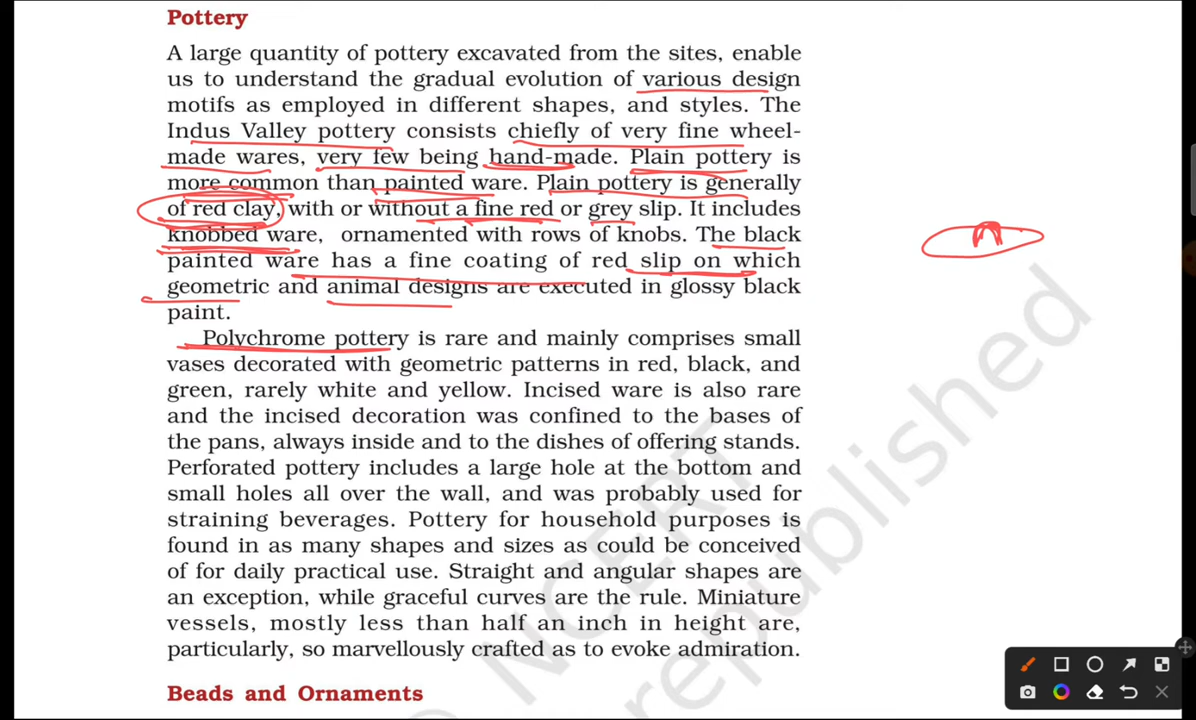 Pottery
A large quantity of pottery excavated from the sites, enable
us to understand the gradual evolution of various design
motifs as employed in different shapes, and styles. The
Indus Valley pottery consists chiefly of very fine wheel-
made wares, very few being hand-made. Plain pottery is
more common than painted ware. Plain pottery is generally
of red clay, with or without a fine red or grey slip. It includes
knobbed ware, ornamented with rows of knobs. The black
painted ware has a fine coating of red slip on which
geometric and animal designs are executed in glossy black
paint.
Polychrome pottery is rare and mainly comprises small
vases decorated with geometric patterns in red, black, and
green, rarely white and yellow. Incised ware is also rare
and the incised decoration was confined to the bases of
the pans, always inside and to the dishes of offering stands.
Perforated pottery includes a large hole at the bottom and
small holes all over the wall, and was probably used for
straining beverages. Pottery for household purposes is
found in as many shapes and sizes as could be conceived
of for daily practical use. Straight and angular shapes are
an exception, while graceful curves are the rule. Miniature
vessels, mostly less than half an inch in height are,
particularly, so marvellously crafted as to evoke admiration.
Beads and Ornaments
© NCERT
republished